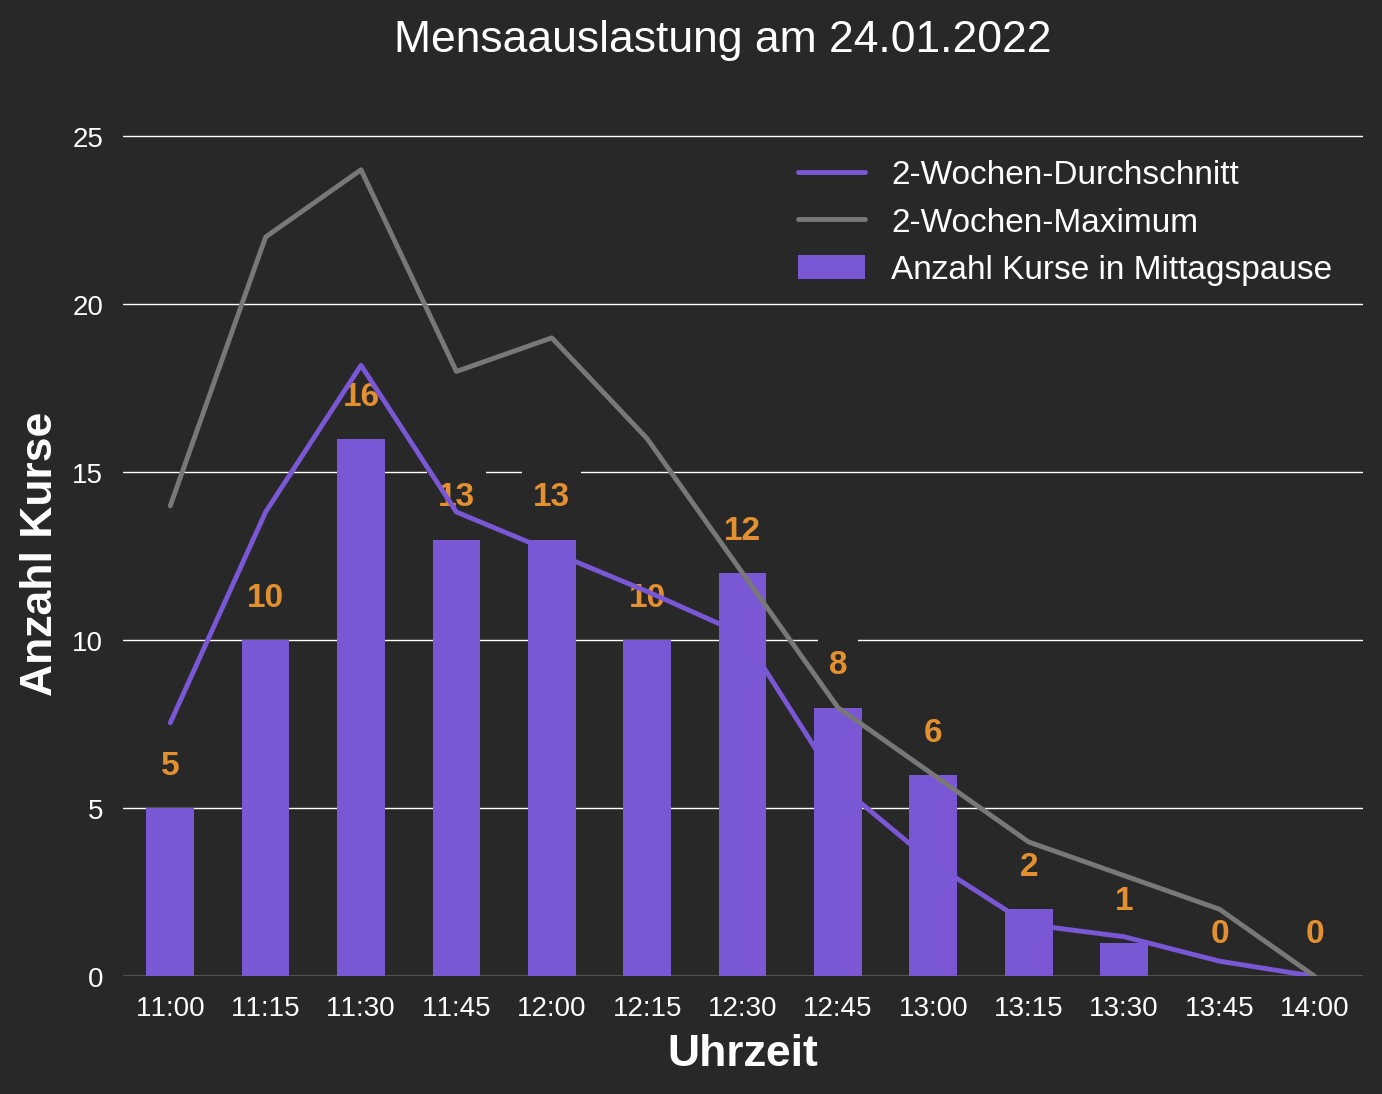 Mensaauslastung am 24.01.2022
25
2-Wochen-Durchschnitt
2-Wochen-Maximum
Anzahl Kurse in Mittagspause
20
16
15
13
13
12
10
10
10
8
6
5
5
2
1
0
0
0
Anzahl Kurse
11:00 11:15 11:30 11:45 12:00 12:15 12:30 12:45 13:00 13:15 13:30 13:45 14:00
Uhrzeit